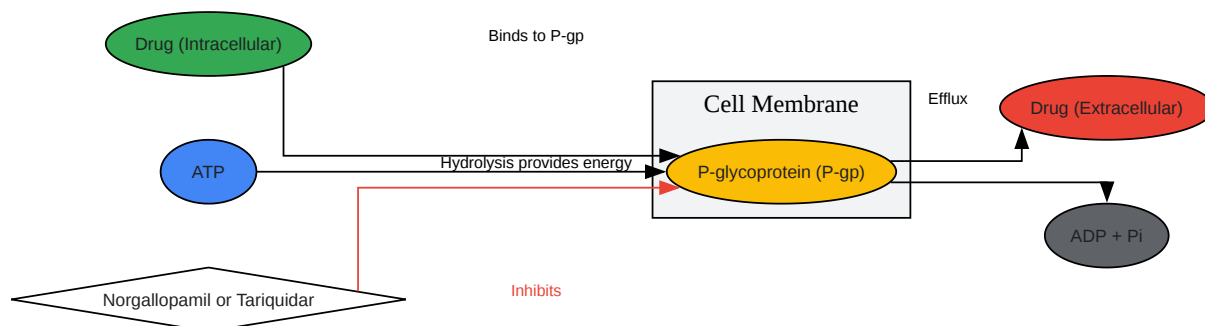 Drug (Intracellular)
Binds to P-gp
Cell Membrane
Efflux
Drug (Extracellular)
ATP
Hydrolysis provides energy
P-glycoprotein (P-gp)
ADP + Pi
Norgallopamil or Tariquidar
Inhibits